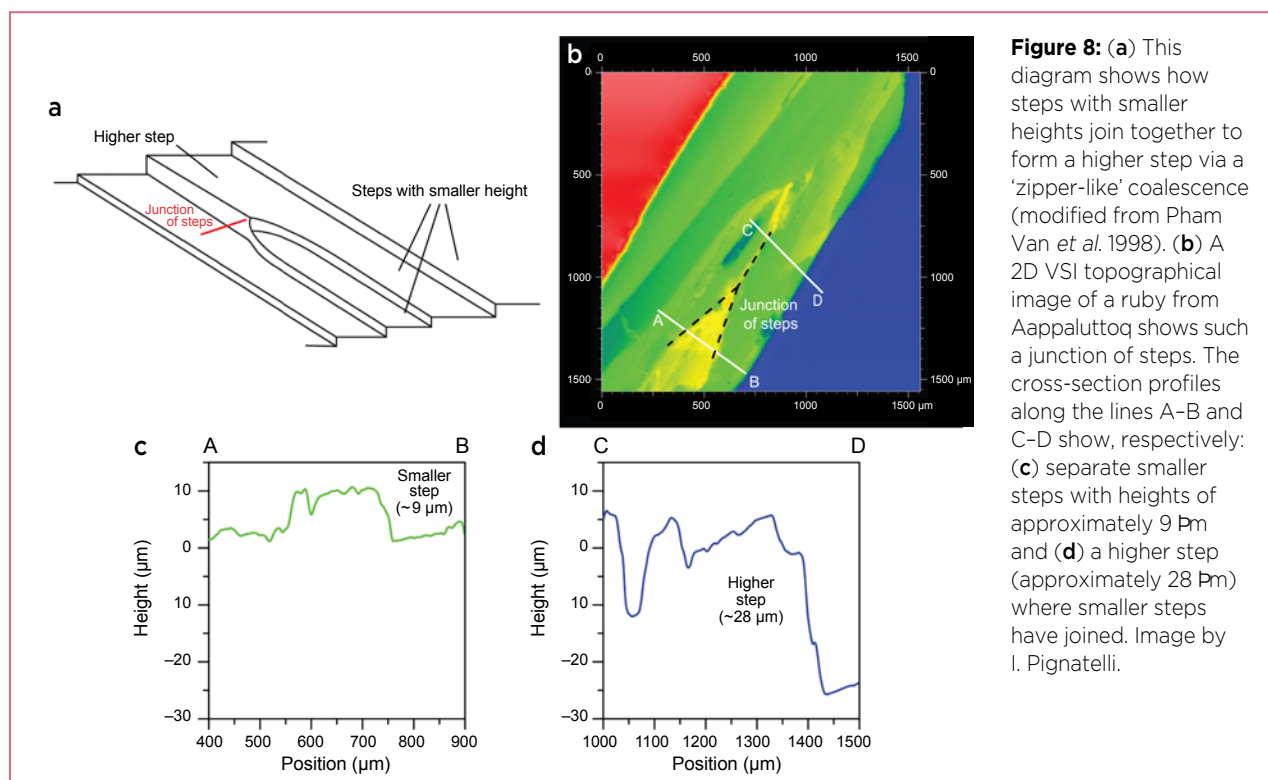 a
Higher step
Junction
of steps
Steps with smaller height
b
0
500
1000
1500
0
500
1000
1500
0
500
1000
1500 µm
C
D
Junction
of steps
A
B
0
500
1000
1500 µm
Figure 8: (a) This
diagram shows how
steps with smaller
heights join together to
form a higher step via a
‘zipper-like’ coalescence
(modified from Pham
Van et al. 1998). (b) A
2D VSI topographical
image of a ruby from
Aappaluttoq shows such
a junction of steps. The
cross-section profiles
along the lines A–B and
C–D show, respectively:
(c) separate smaller
steps with heights of
approximately 9 Þm
and (d) a higher step
(approximately 28 Þm)
where smaller steps
have joined. Image by
I. Pignatelli.
c
A
B
Smaller
step
(~9 µm)
Height (µm)
10
0
10
–20
–30
400
500
600
700
800
900
Position (µm)
d
C
D
Higher
step
(~28 µm)
Height (µm)
10
0
10
–20
–30
1000
1100
1200
1300
1400
1500
Position (µm)